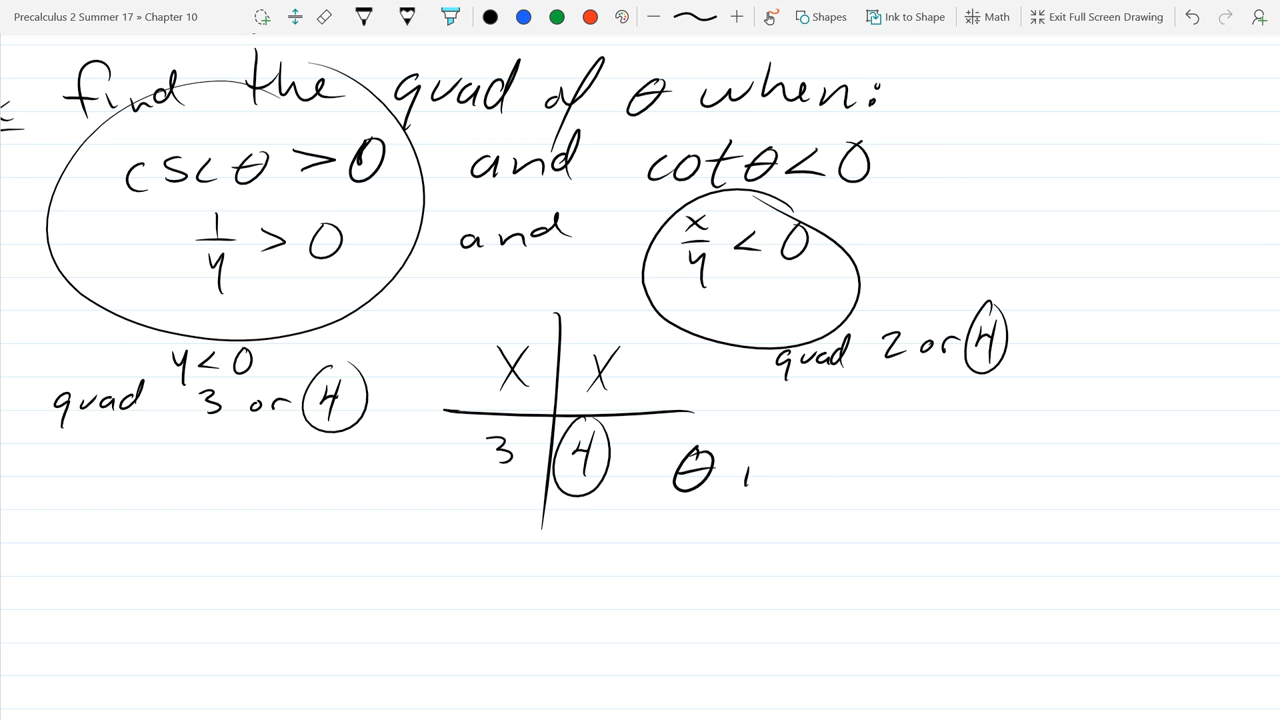 Precalculus 2 Summer 17 » Chapter 10 Shapes Ink to Shape Math Exit Full Screen Drawing
find the quad of θ when:
csc θ > 0 and cot θ < 0
1/y > 0 and x/y < 0
y < 0
quad 3 or 4
quad 2 or 4
X X
3 4
θ